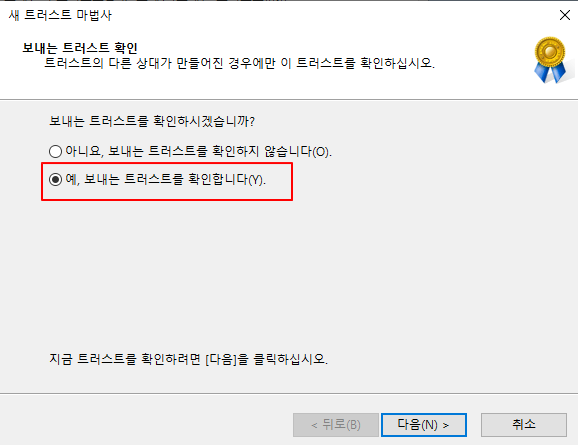 새 트러스트 마법사
보내는 트러스트 확인
트러스트의 다른 상대가 만들어진 경우에만 이 트러스트를 확인하십시오.
보내는 트러스트를 확인하시겠습니까?
아니요, 보내는 트러스트를 확인하지 않습니다(O).
예, 보내는 트러스트를 확인합니다(Y).
지금 트러스트를 확인하려면 [다음]을 클릭하십시오.
< 뒤로(B) 다음(N) > 취소